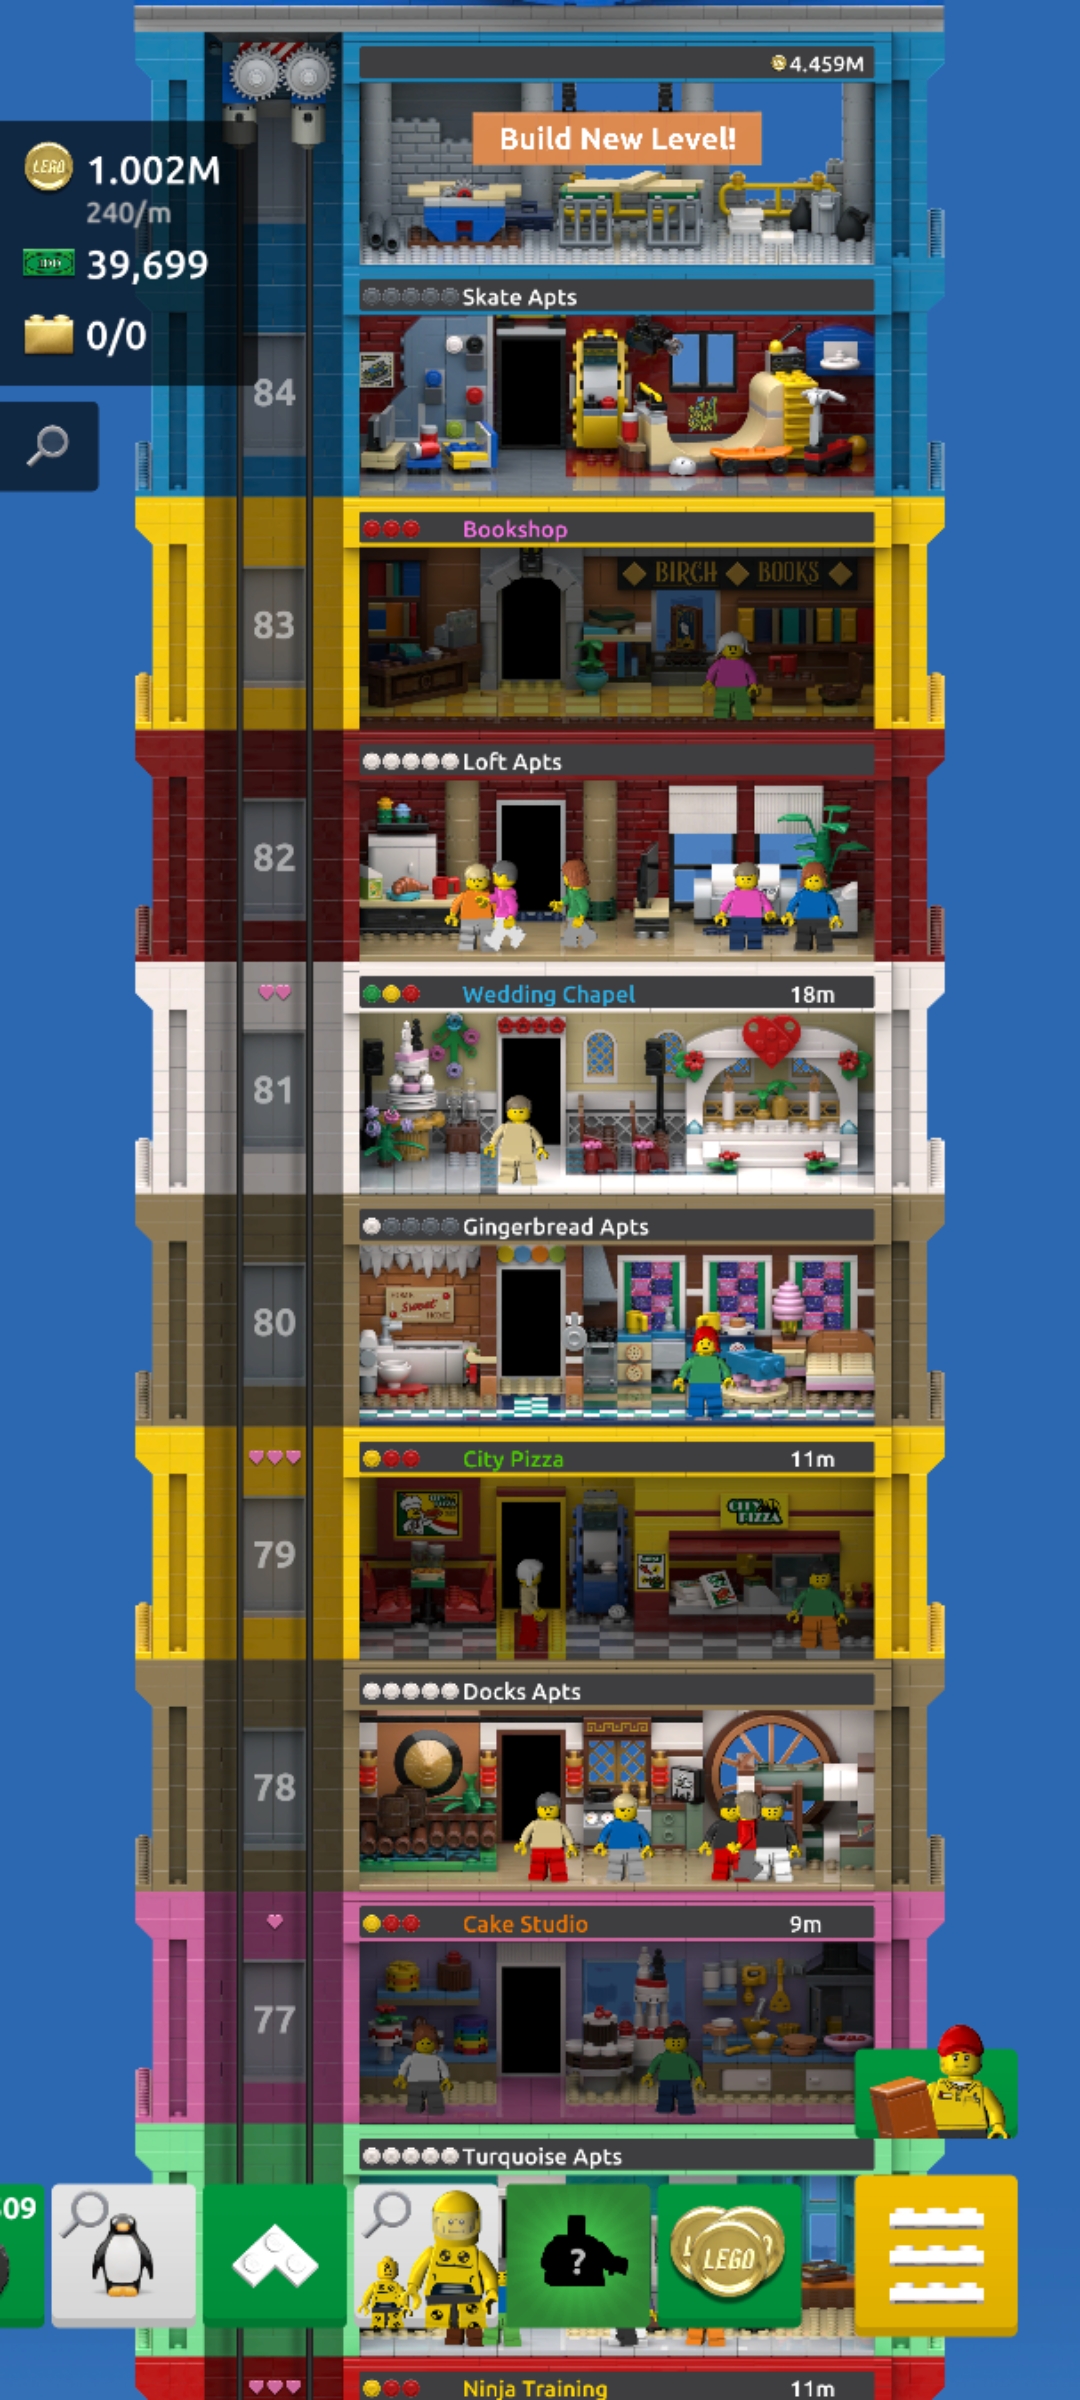 4.459M
Build New Level!
LEGO 1.002M
240/m
39,699
0/0
Skate Apts
84
Bookshop
BIRCH BOOKS
83
Loft Apts
82
Wedding Chapel 18m
81
Gingerbread Apts
Sweet
80
City Pizza 11m
CITY
PIZZA
79
Docks Apts
78
Cake Studio 9m
77
Turquoise Apts
509
?
LEGO
Ninja Training 11m